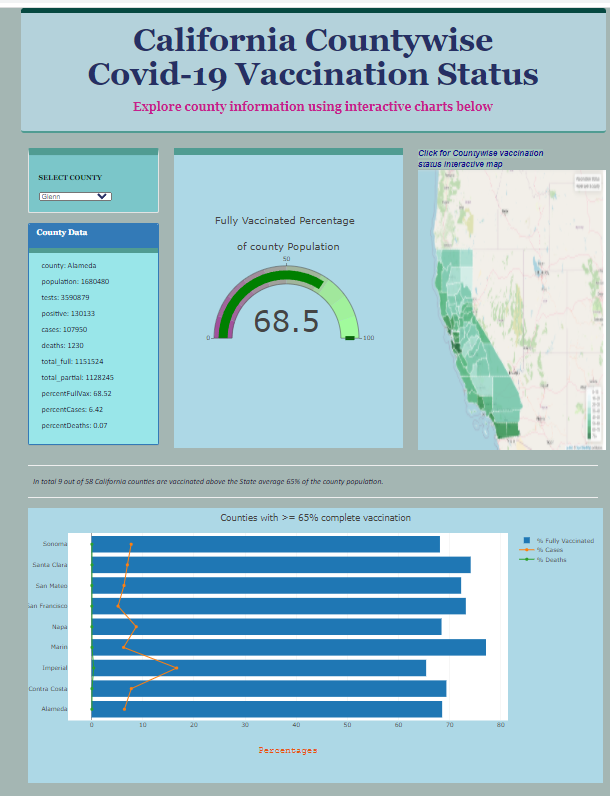 California Countywise
Covid-19 Vaccination Status
Explore county information using interactive charts below
SELECT COUNTY
Glenn
County Data
county: Alameda
population: 1680480
tests: 3590879
positive: 130133
cases: 107950
deaths: 1230
total_full: 1151524
total_partial: 1128245
percentFullVax: 68.52
percentCases: 6.42
percentDeaths: 0.07
Fully Vaccinated Percentage
of county Population
50
68.5
0
100
Click for Countywise vaccination
status interactive map
In total 9 out of 58 California counties are vaccinated above the State average 65% of the county population.
Counties with >= 65% complete vaccination
Sonoma
Santa Clara
San Mateo
an Francisco
Napa
Marin
Imperial
Contra Costa
Alameda
0 10 20 30 40 50 60 70 80
Percentages
% Fully Vaccinated
% Cases
% Deaths